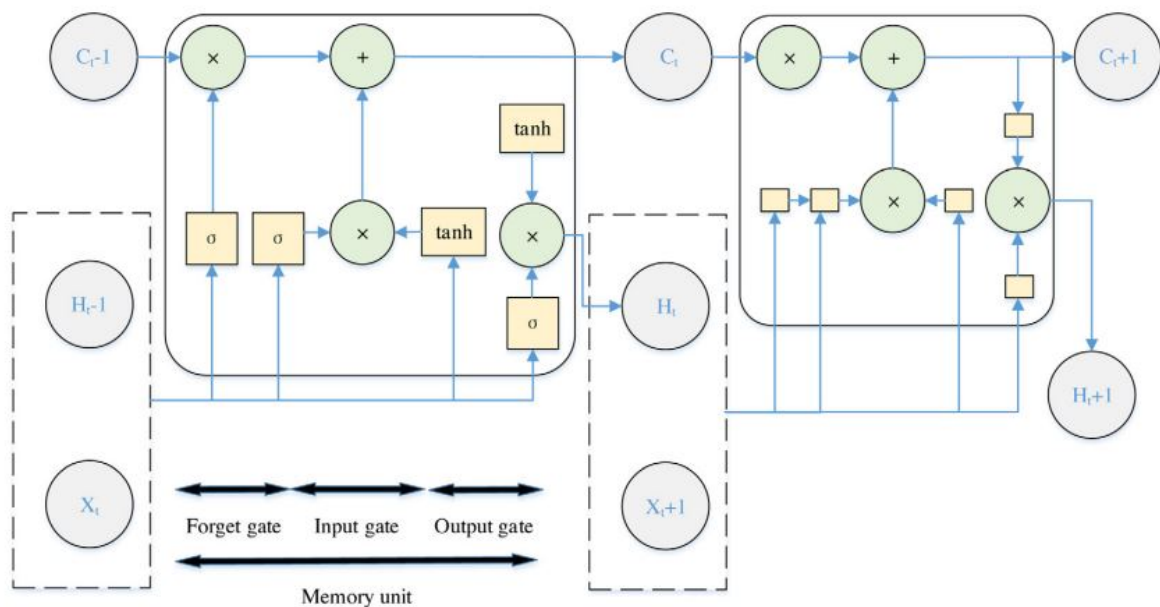 Cₜ-1
×
+
Cₜ
×
+
Cₜ+1
tanh
σ
σ
×
tanh
×
×
×
Hₜ-1
σ
Hₜ
Hₜ+1
Xₜ
Xₜ+1
Forget gate
Input gate
Output gate
Memory unit